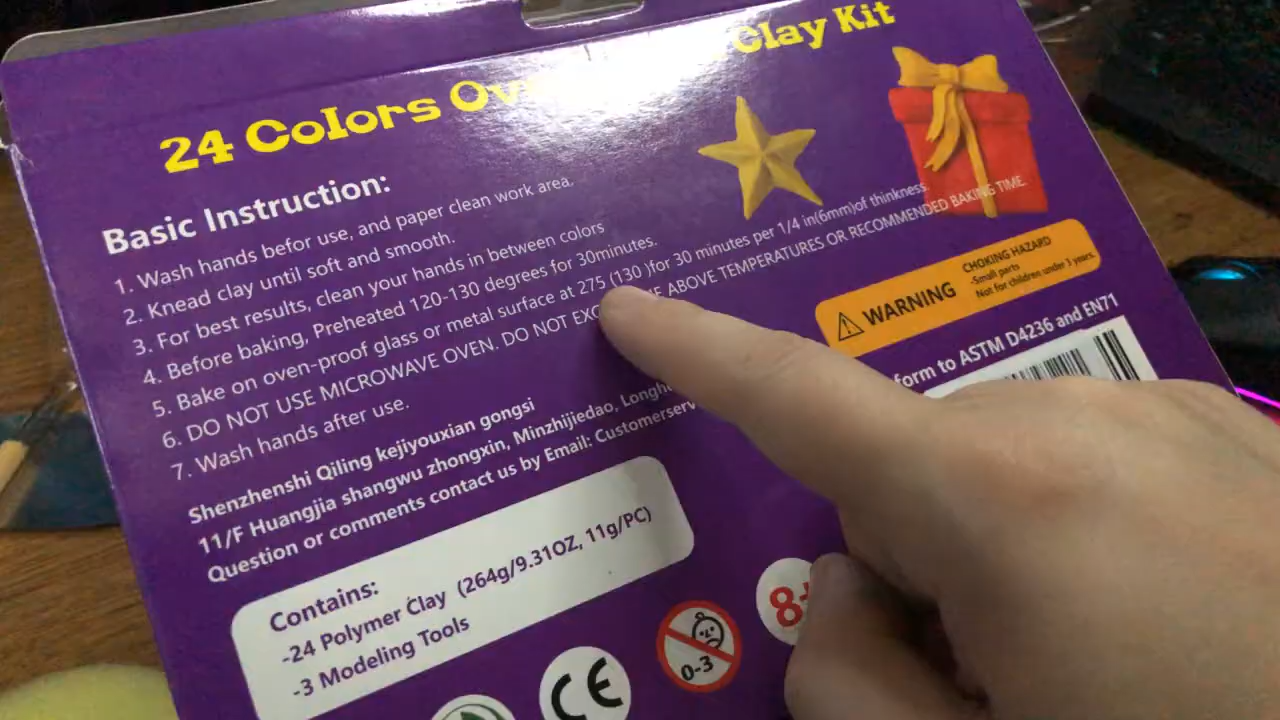 24 Colors Clay Kit
Basic Instruction:
1. Wash hands befor use, and paper clean work area.
2. Knead clay until soft and smooth.
3. For best results, clean your hands in between colors
4. Before baking, Preheated 120-130 degrees for 30minutes.
5. Bake on oven-proof glass or metal surface at 275 (130 )for 30 minutes per 1/4 in(6mm)of thinkness.
6. DO NOT USE MICROWAVE OVEN. DO NOT ABOVE TEMPERATURES OR RECOMMENDED BAKING TIME.
7. Wash hands after use.
WARNING
CHOKING HAZARD
-Small parts
Not for children under 3 years.
to ASTM D4236 and EN71
Shenzhenshi Qiling kejiyouxian gongsi
11/F Huangjia shangwu zhongxin, Minzhijiedao,
Question or comments contact us by Email:
Contains:
-24 Polymer Clay (264g/9.31OZ, 11g/PC)
-3 Modeling Tools
CE
0-3
8+